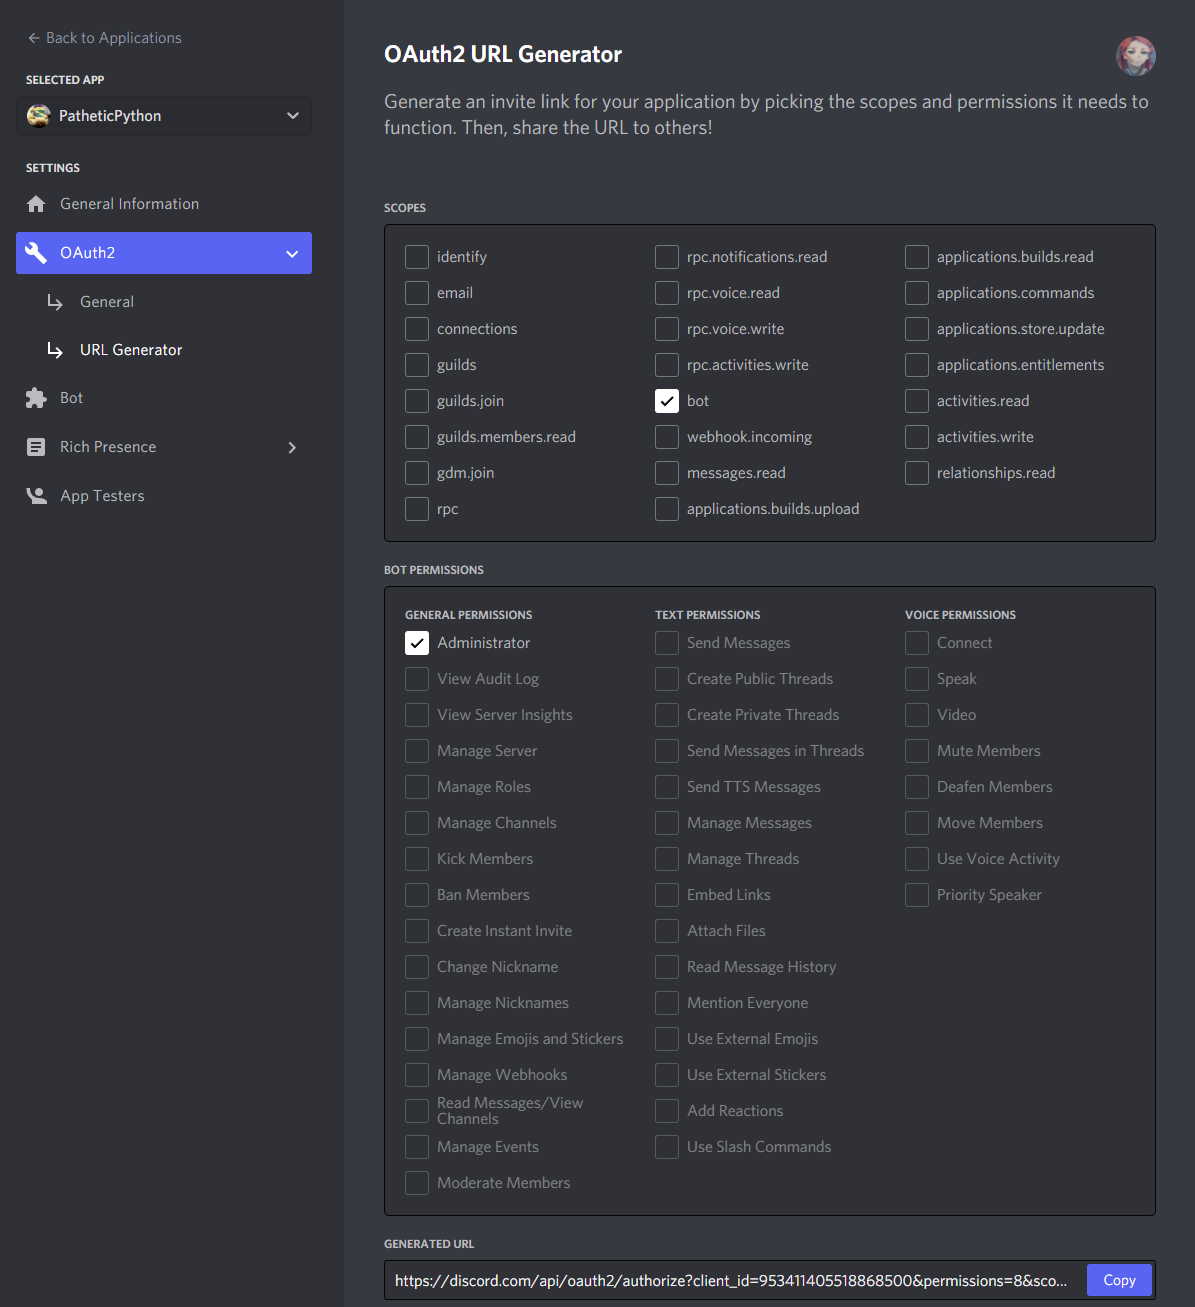 Back to Applications
SELECTED APP
PatheticPython
SETTINGS
General Information
OAuth2
General
URL Generator
Bot
Rich Presence
App Testers
OAuth2 URL Generator
Generate an invite link for your application by picking the scopes and permissions it needs to
function. Then, share the URL to others!
SCOPES
identify
email
connections
guilds
guilds.join
guilds.members.read
gdm.join
rpc
rpc.notifications.read
rpc.voice.read
rpc.voice.write
rpc.activities.write
bot
webhook.incoming
messages.read
applications.builds.upload
applications.builds.read
applications.commands
applications.store.update
applications.entitlements
activities.read
activities.write
relationships.read
BOT PERMISSIONS
GENERAL PERMISSIONS
Administrator
View Audit Log
View Server Insights
Manage Server
Manage Roles
Manage Channels
Kick Members
Ban Members
Create Instant Invite
Change Nickname
Manage Nicknames
Manage Emojis and Stickers
Manage Webhooks
Read Messages/View
Channels
Manage Events
Moderate Members
TEXT PERMISSIONS
Send Messages
Create Public Threads
Create Private Threads
Send Messages in Threads
Send TTS Messages
Manage Messages
Manage Threads
Embed Links
Attach Files
Read Message History
Mention Everyone
Use External Emojis
Use External Stickers
Add Reactions
Use Slash Commands
VOICE PERMISSIONS
Connect
Speak
Video
Mute Members
Deafen Members
Move Members
Use Voice Activity
Priority Speaker
GENERATED URL
https://discord.com/api/oauth2/authorize?client_id=953411405518868500&permissions=8&sco...
Copy